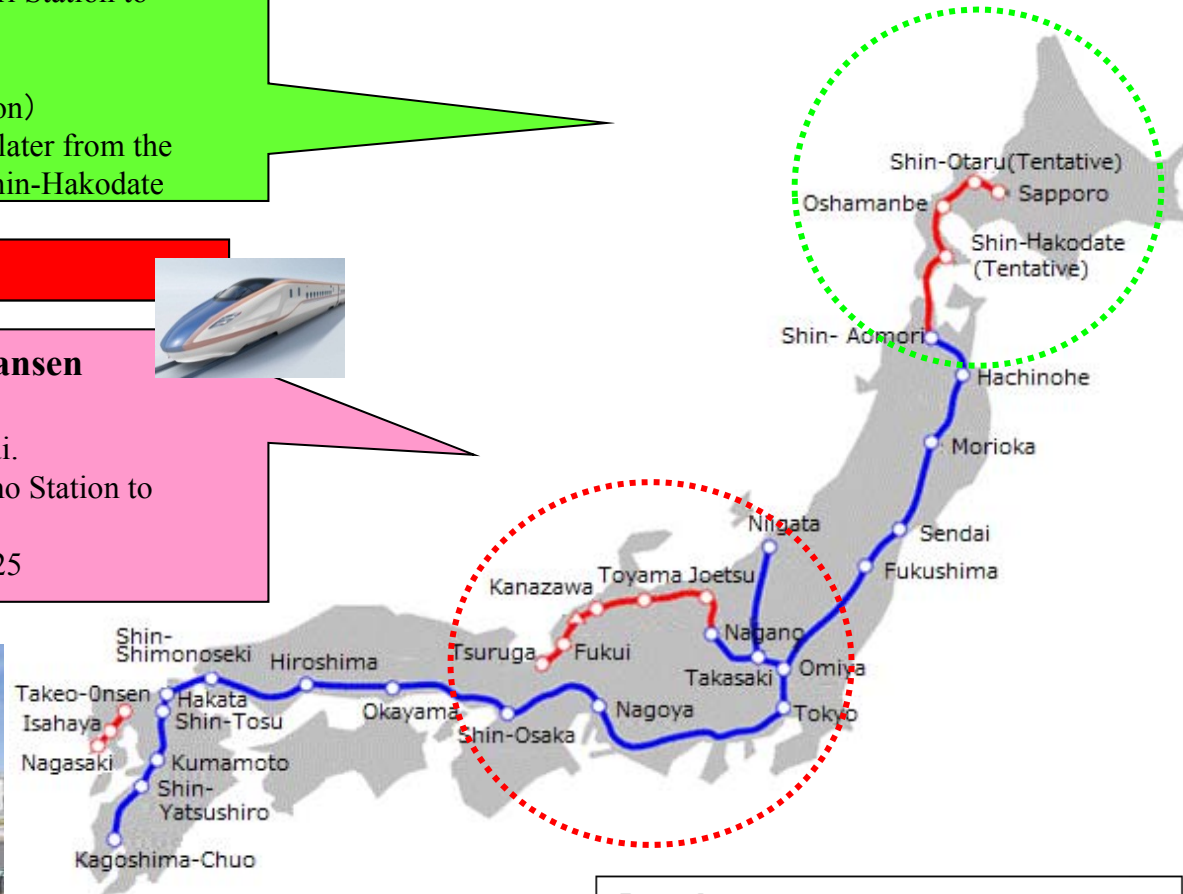 Station to
on）
later from the
hin-Hakodate
ansen
i.
no Station to
25
Shin-Otaru(Tentative)
Sapporo
Oshamanbe
Shin-Hakodate
(Tentative)
Shin- Aomori
Hachinohe
Morioka
Niigata
Sendai
Fukushima
Kanazawa
Toyama
Joetsu
Nagano
Tsuruga
Fukui
Takasaki
Omiya
Tokyo
Nagoya
Shin-Osaka
Okayama
Hiroshima
Shin-
Shimonoseki
Hakata
Takeo-Onsen
Shin-Tosu
Isahaya
Nagasaki
Kumamoto
Shin-
Yatsushiro
Kagoshima-Chuo